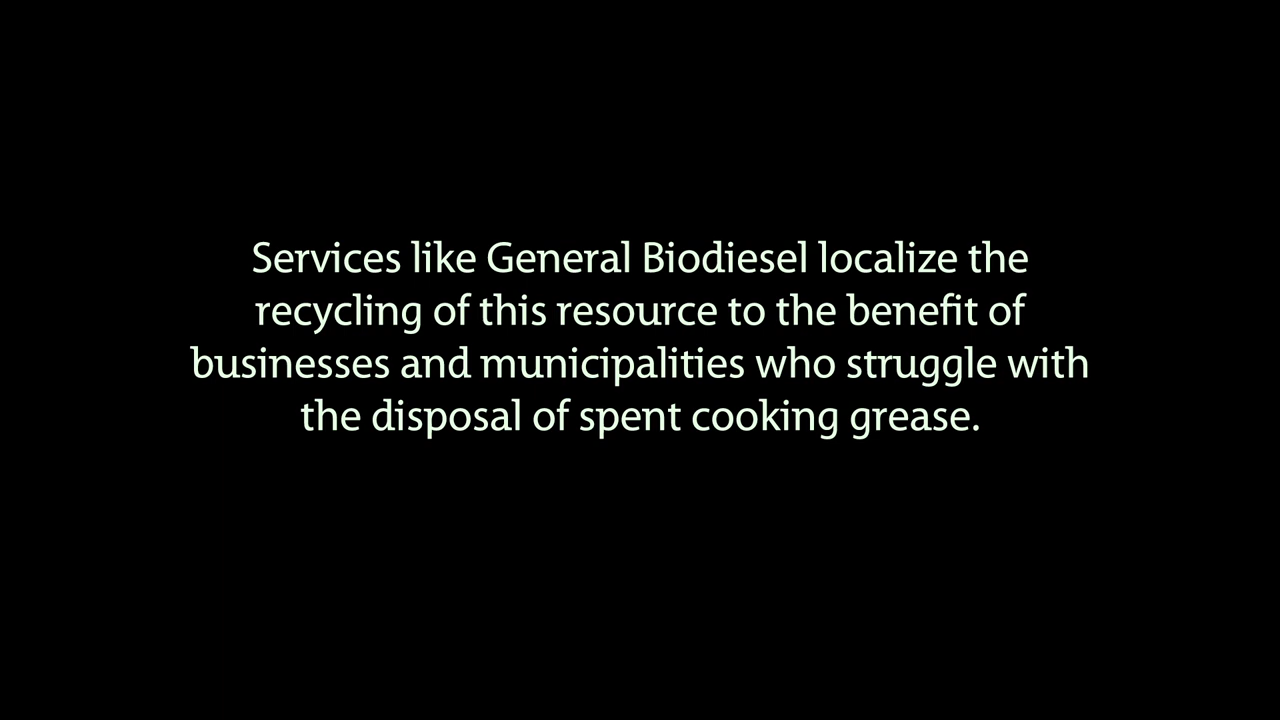 Services like General Biodiesel localize the
recycling of this resource to the benefit of
businesses and municipalities who struggle with
the disposal of spent cooking grease.